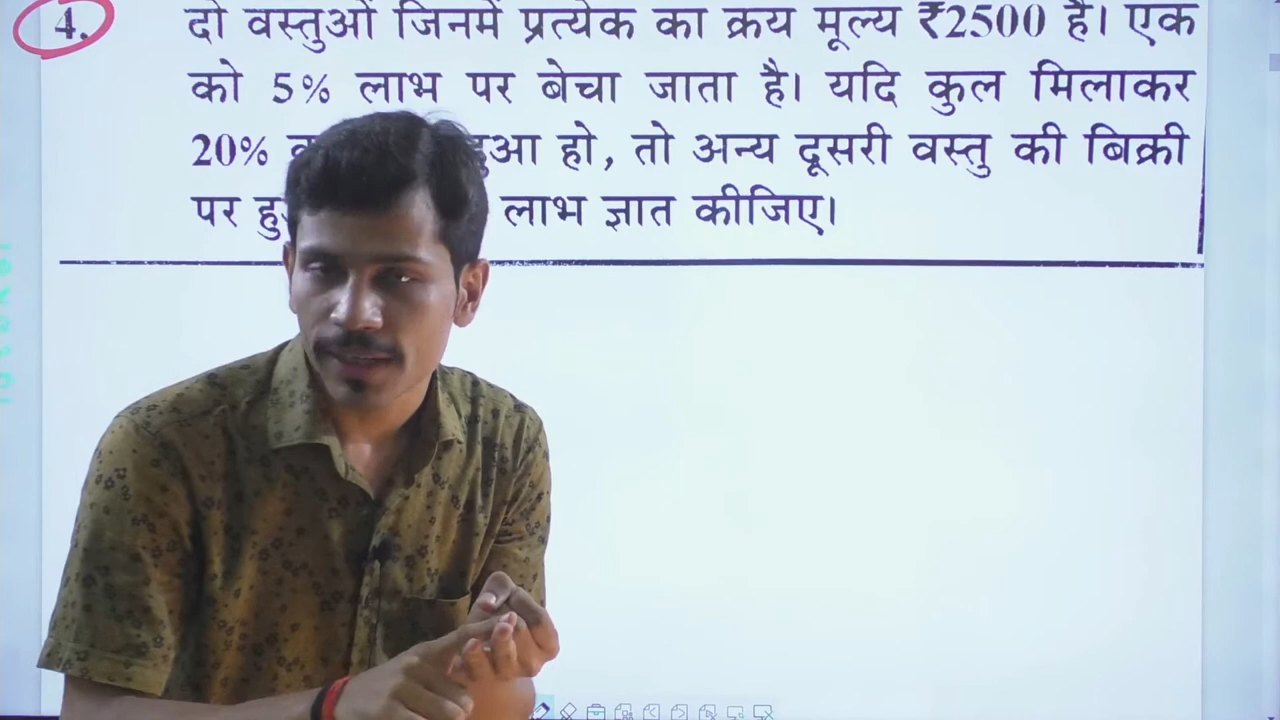 4. दो वस्तुओं जिनमें प्रत्येक का क्रय मूल्य ₹2500 है। एक
को 5% लाभ पर बेचा जाता है। यदि कुल मिलाकर
20% हुआ हो, तो अन्य दूसरी वस्तु की बिक्री
पर लाभ ज्ञात कीजिए।